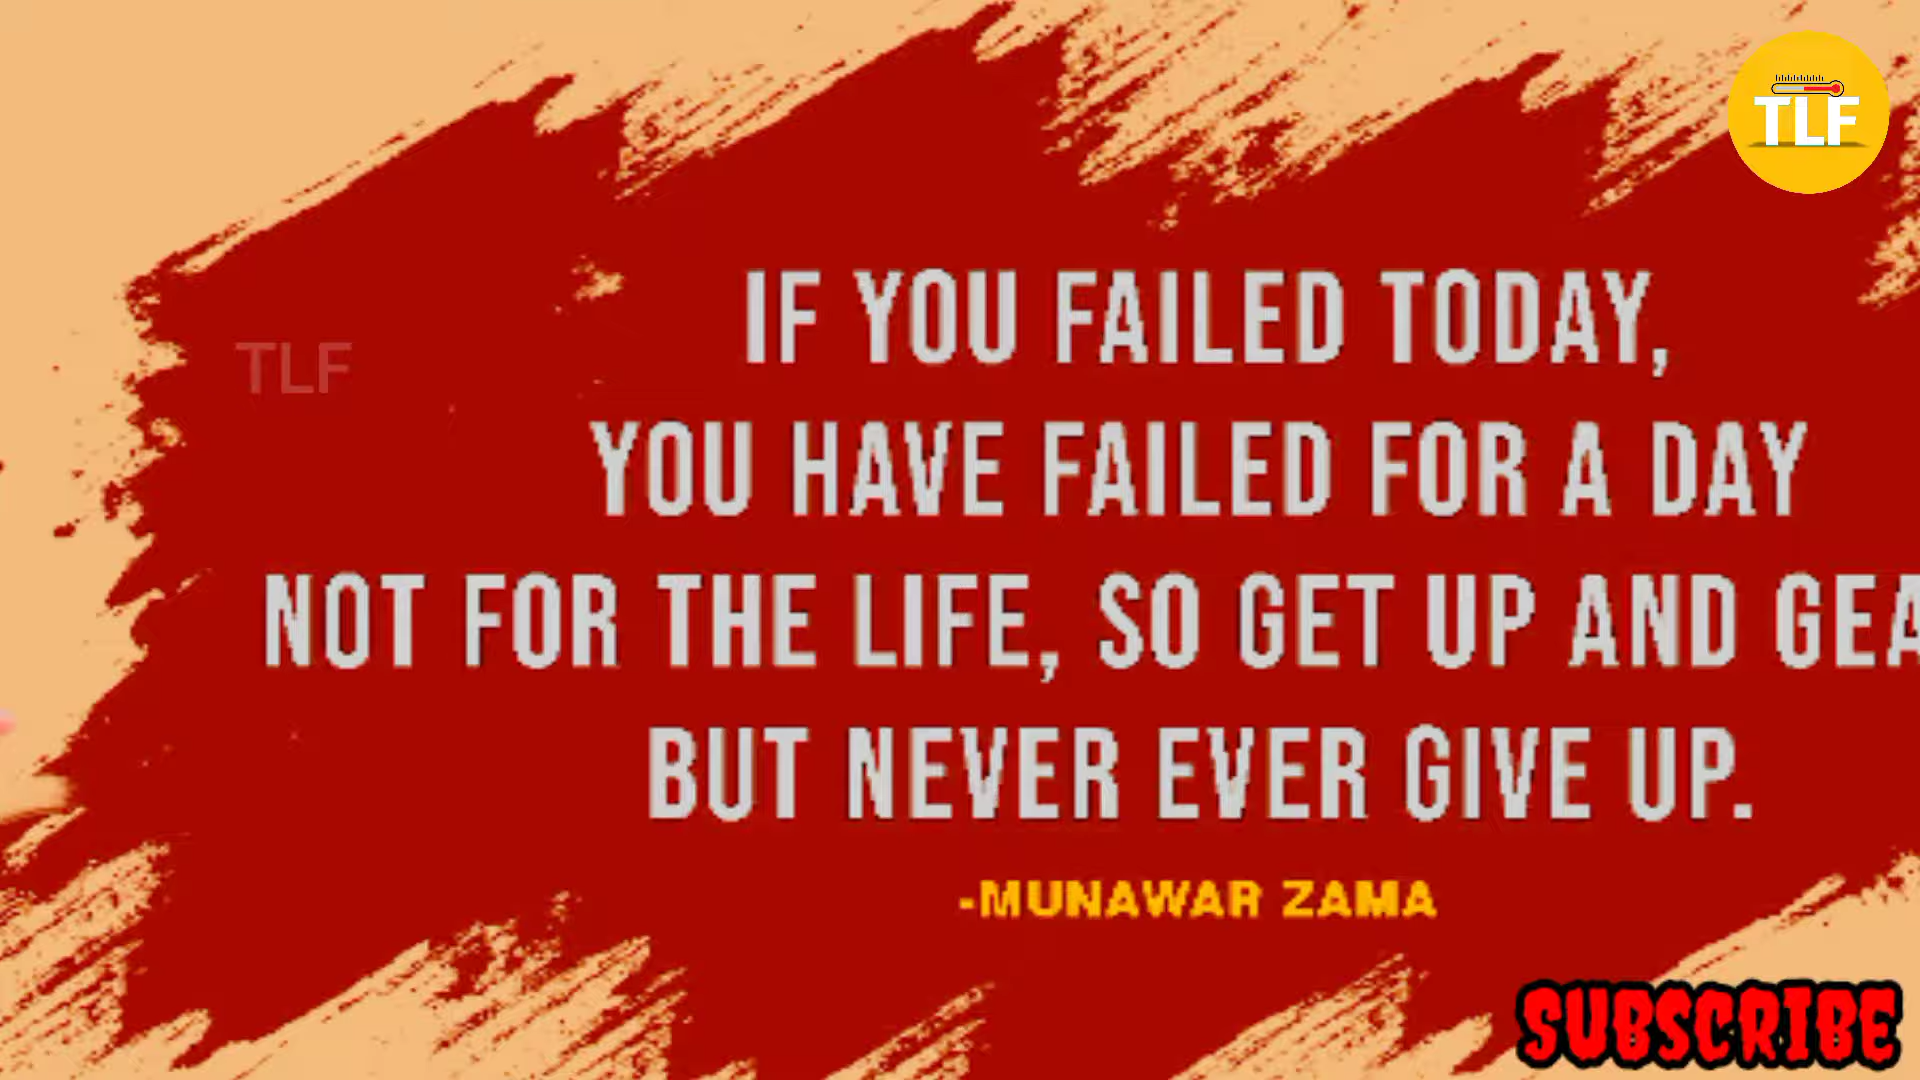 TLF
TLF
IF YOU FAILED TODAY,
YOU HAVE FAILED FOR A DAY
NOT FOR THE LIFE, SO GET UP AND
BUT NEVER EVER GIVE UP.
-MUNAWAR ZAMA
SUBSCRIBE